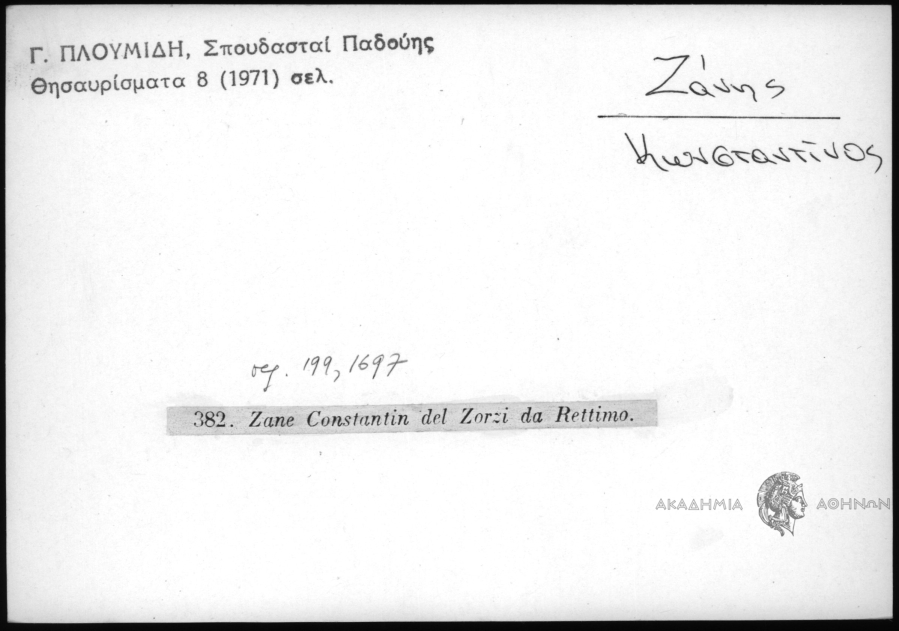 Γ. ΠΛΟΥΜΙΔΗ, Σπουδασταί Παδούης
Θησαυρίσματα 8 (1971) σελ.
Ζάνης
Κωνσταντίνος
σελ. 199, 1697
382. Zane Constantin del Zorzi da Rettimo.
ΑΚΑΔΗΜΙΑ ΑΘΗΝΩΝ